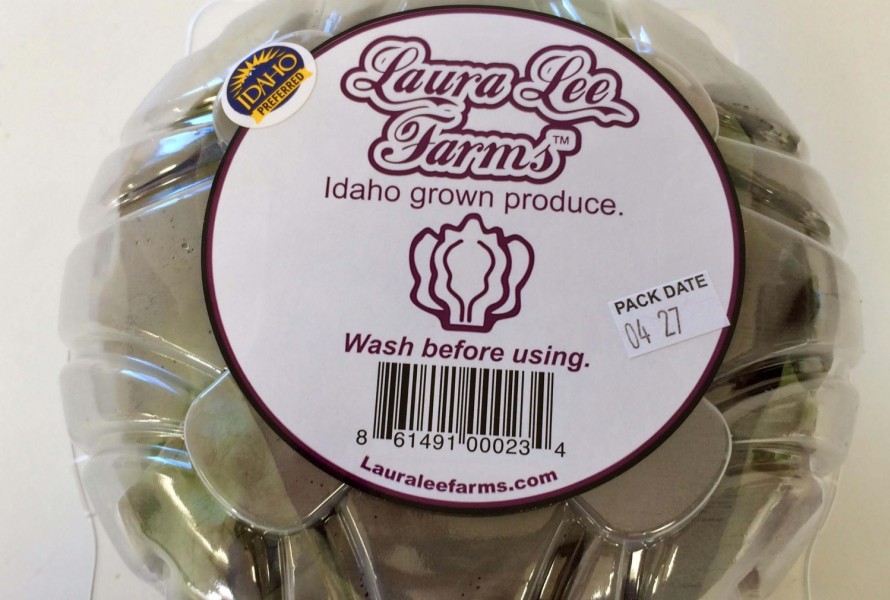 IDAHO
PREFERRED
Laura Lee
Farms™
Idaho grown produce.
PACK DATE
04 27
Wash before using.
8 61491 00023 4
Lauraleefarms.com